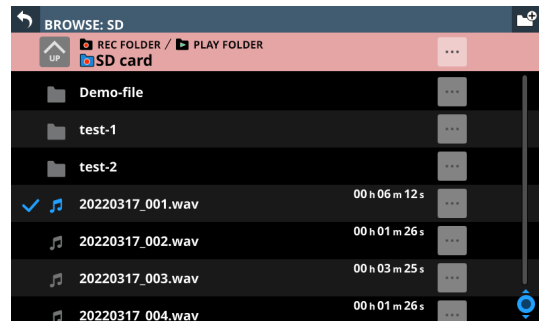 BROWSE: SD
REC FOLDER / PLAY FOLDER
UP
SD card
Demo-file
test-1
test-2
20220317_001.wav 00 h 06 m 12 s
20220317_002.wav 00 h 01 m 26 s
20220317_003.wav 00 h 03 m 25 s
20220317_004.wav 00 h 01 m 26 s